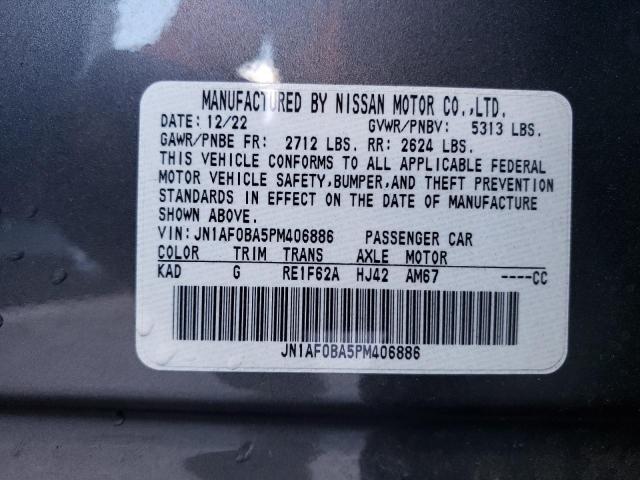 MANUFACTURED BY NISSAN MOTOR CO.,LTD.
DATE: 12/22 GVWR/PNBV: 5313 LBS.
GAWR/PNBE FR: 2712 LBS. RR: 2624 LBS.
THIS VEHICLE CONFORMS TO ALL APPLICABLE FEDERAL
MOTOR VEHICLE SAFETY,BUMPER,AND THEFT PREVENTION
STANDARDS IN EFFECT ON THE DATE OF MANUFACTURE
SHOWN ABOVE.
VIN: JN1AF0BA5PM406886 PASSENGER CAR
COLOR TRIM TRANS AXLE MOTOR
KAD G RE1F62A HJ42 AM67 ----CC
JN1AF0BA5PM406886